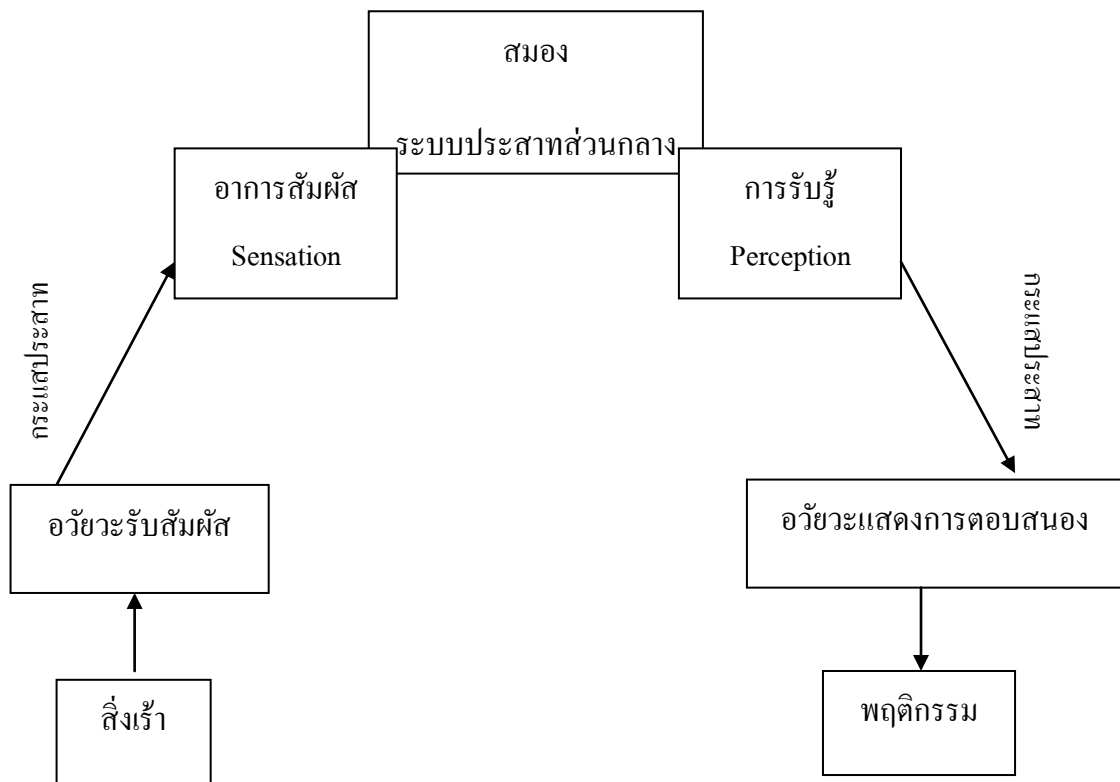 สมอง
ระบบประสาทส่วนกลาง
อาการสัมผัส
Sensation
การรับรู้
Perception
กระแสประสาท
กระแสประสาท
อวัยวะรับสัมผัส
อวัยวะแสดงการตอบสนอง
สิ่งเร้า
พฤติกรรม